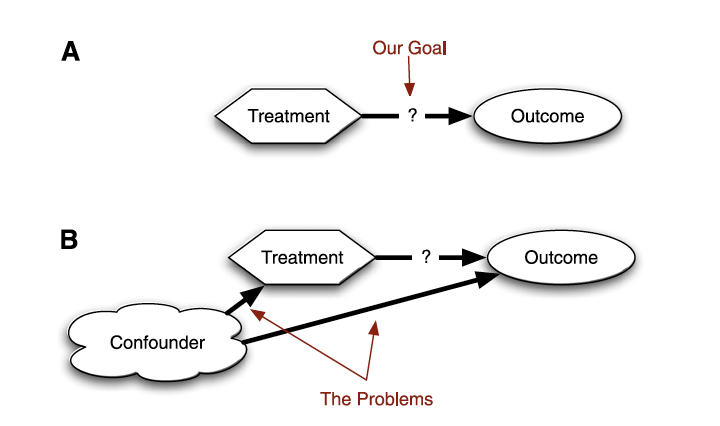 A
Our Goal
Treatment
?
Outcome
B
Treatment
?
Outcome
Confounder
The Problems